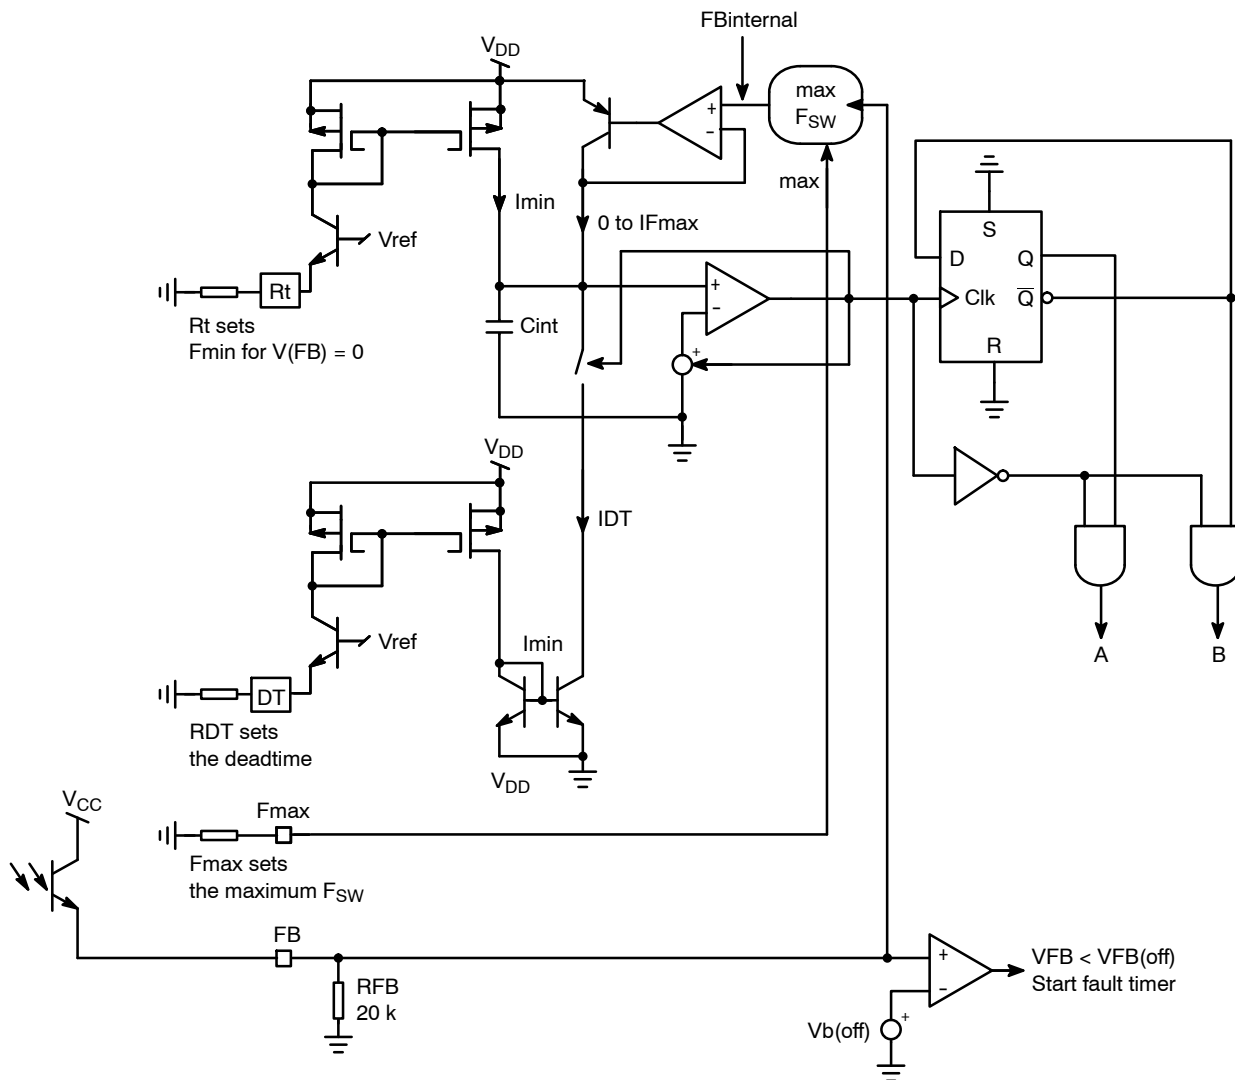 FBinternal
VDD
max
FSW
max
Imin
0 to IFmax
Vref
Rt
Rt sets
Fmin for V(FB) = 0
Cint
+
−
+
−
+
S
D
Q
Clk
Q
R
VDD
IDT
Vref
Imin
DT
RDT sets
the deadtime
VDD
A
B
VCC
Fmax
Fmax sets
the maximum FSW
FB
RFB
20 k
+
−
VFB < VFB(off)
Start fault timer
Vb(off)
+